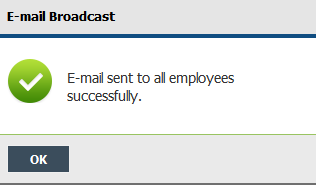 E-mail Broadcast
E-mail sent to all employees
successfully.
OK